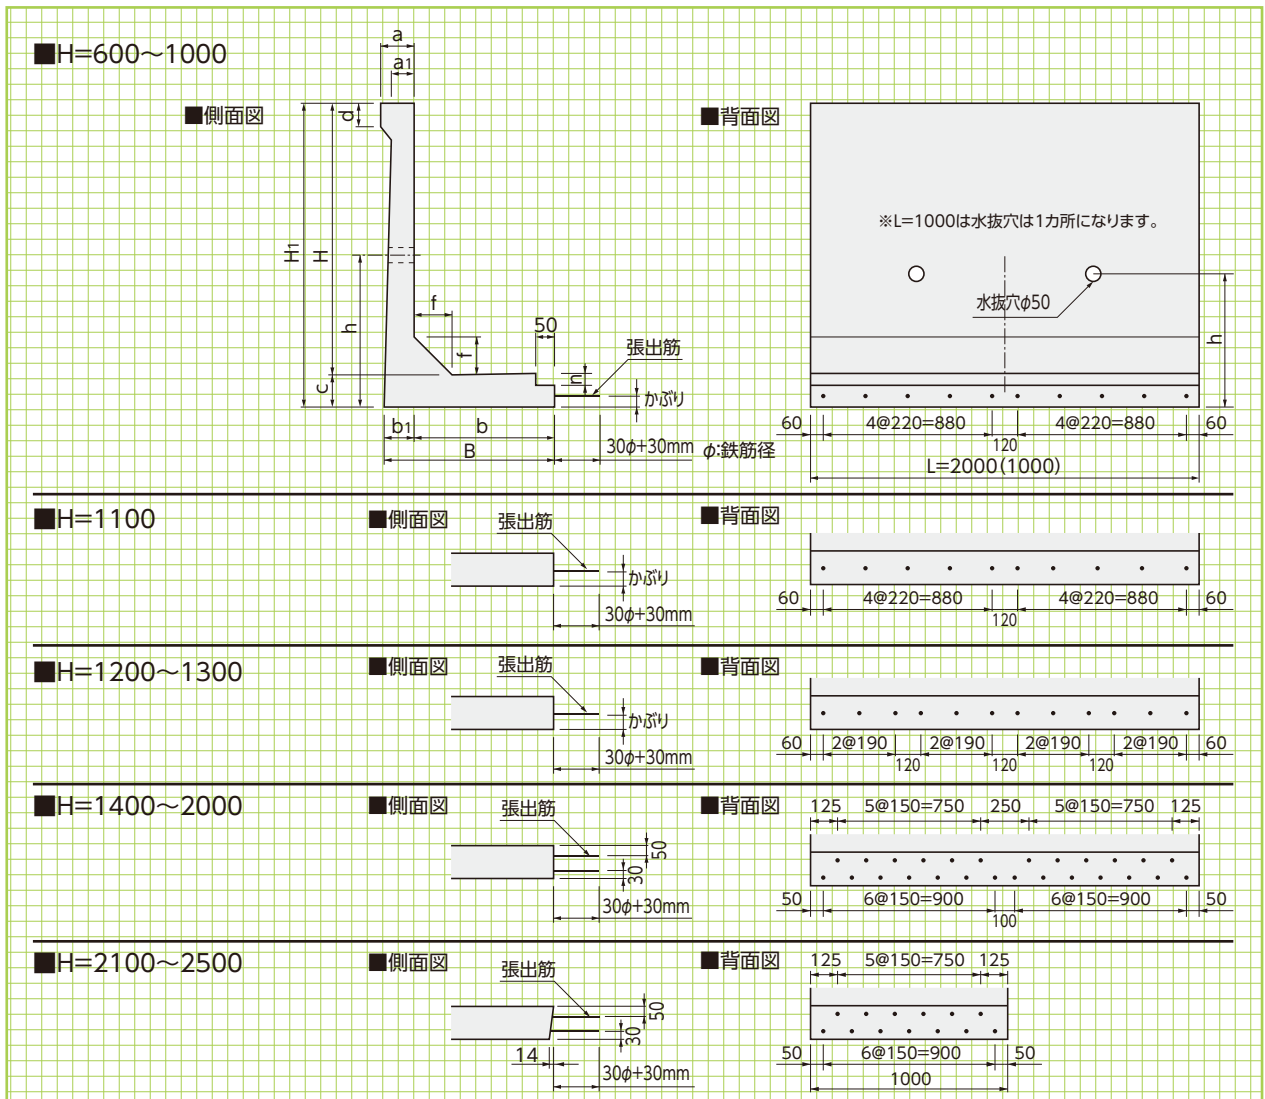 ■H=600～1000
■側面図
a
a1
d
H1
H
h
c
f
f
50
n
張出筋
かぶり
b1
b
B
30φ+30mm
φ:鉄筋径
■背面図
※L=1000は水抜穴は1カ所になります。
水抜穴φ50
h
60
4@220=880
120
4@220=880
60
L=2000(1000)
■H=1100
■側面図
張出筋
かぶり
30φ+30mm
■背面図
60
4@220=880
120
4@220=880
60
■H=1200～1300
■側面図
張出筋
かぶり
30φ+30mm
■背面図
60
2@190
120
2@190
120
2@190
120
2@190
60
■H=1400～2000
■側面図
張出筋
50
30
30φ+30mm
■背面図
125
5@150=750
250
5@150=750
125
50
6@150=900
100
6@150=900
50
■H=2100～2500
■側面図
張出筋
50
30
14
30φ+30mm
■背面図
125
5@150=750
125
50
6@150=900
50
1000